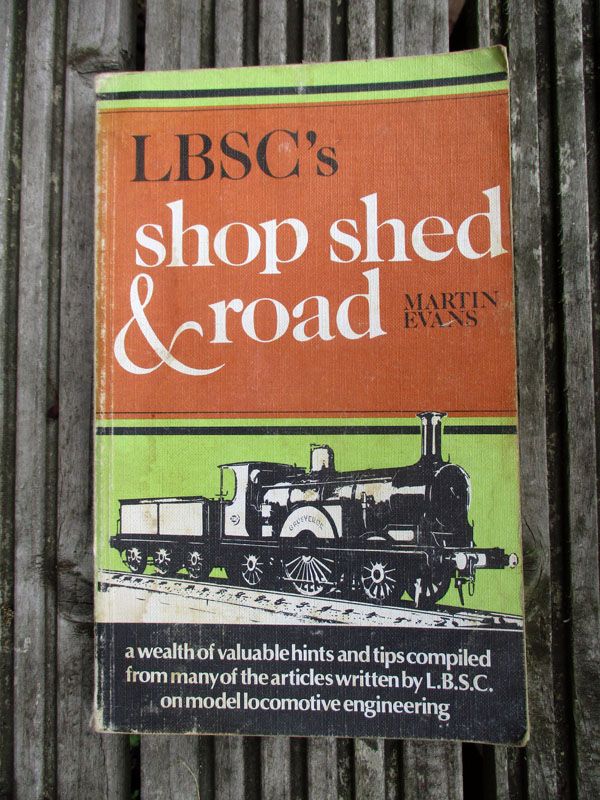 LBSC's
shop shed
& road
MARTIN
EVANS
GROSVENOR
a wealth of valuable hints and tips compiled
from many of the articles written by L.B.S.C.
on model locomotive engineering